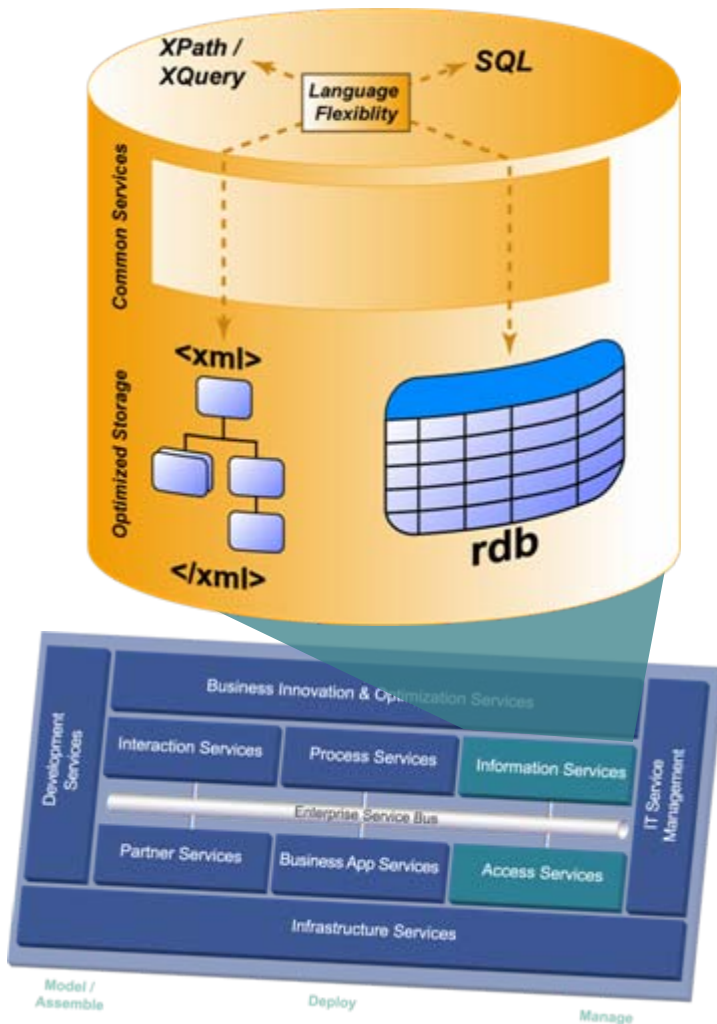 XPath /
XQuery
SQL
Language
Flexiblity
Common Services
Optimized Storage
<xml>
</xml>
rdb
Business Innovation & Optimization Services
Development
Services
Interaction Services
Process Services
Information Services
IT Service
Management
Enterprise Service Bus
Partner Services
Business App Services
Access Services
Infrastructure Services
Model /
Assemble
Deploy
Manage